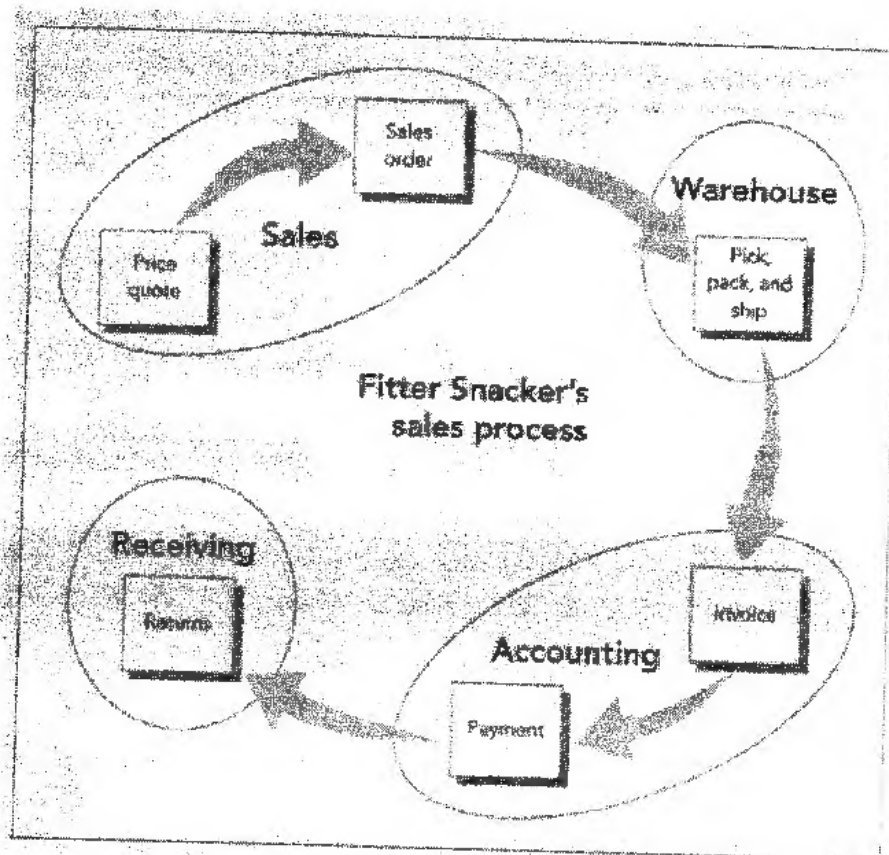 Sales
order
Sales
Price
quote
Warehouse
Pick,
pack, and
ship
Fitter Snacker's
sales process
Receiving
Returns
Accounting
Invoice
Payment